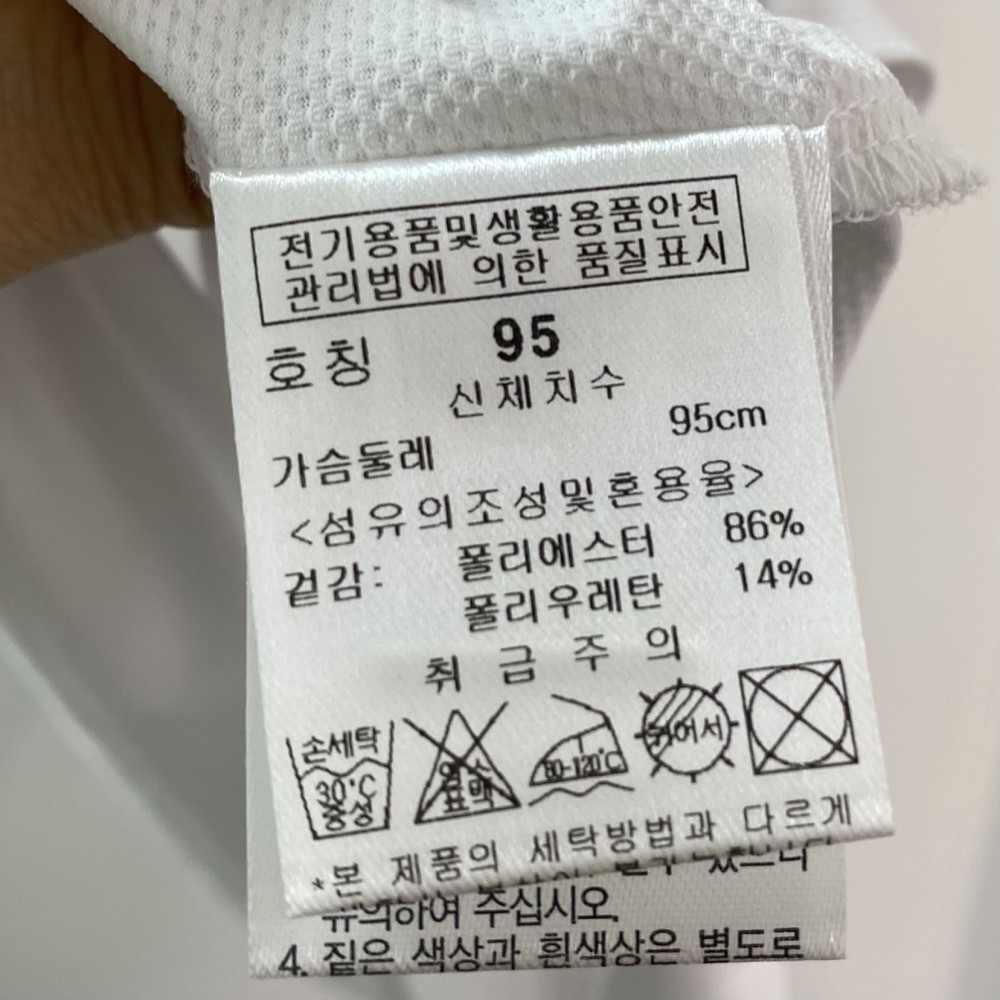 전기용품및생활용품안전
관리법에 의한 품질표시
호칭 95
신체치수
가슴둘레 95cm
<섬유의조성및혼용율>
겉감: 폴리에스터 86%
폴리우레탄 14%
취급주의
손세탁
30°C
중성
염소
표백
80-120°C
뉘어서
*본 제품의 세탁방법과 다르게
유의하여 주십시오.
4. 짙은 색상과 흰색상은 별도로